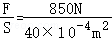 F/S = 850N / 40×10⁻⁴m²